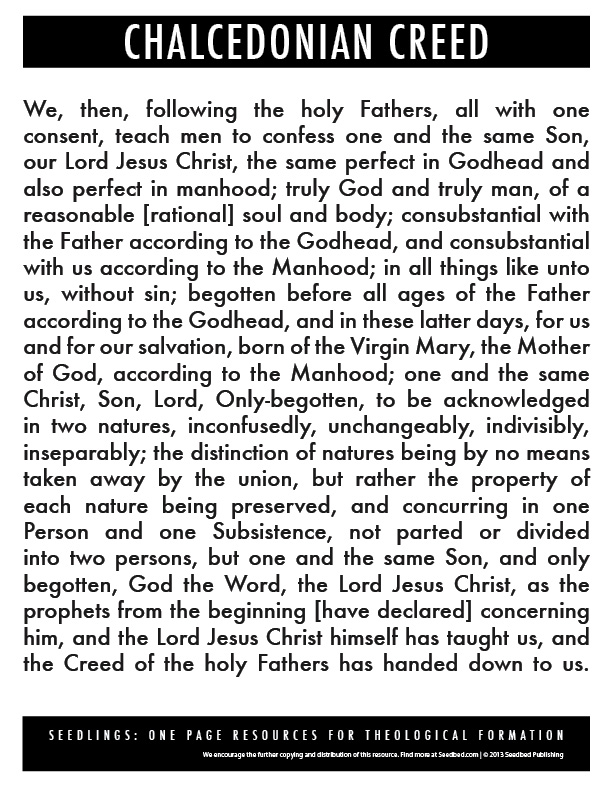 CHALCEDONIAN CREED
We, then, following the holy Fathers, all with one
consent, teach men to confess one and the same Son,
our Lord Jesus Christ, the same perfect in Godhead and
also perfect in manhood; truly God and truly man, of a
reasonable [rational] soul and body; consubstantial with
the Father according to the Godhead, and consubstantial
with us according to the Manhood; in all things like unto
us, without sin; begotten before all ages of the Father
according to the Godhead, and in these latter days, for us
and for our salvation, born of the Virgin Mary, the Mother
of God, according to the Manhood; one and the same
Christ, Son, Lord, Only-begotten, to be acknowledged
in two natures, inconfusedly, unchangeably, indivisibly,
inseparably; the distinction of natures being by no means
taken away by the union, but rather the property of
each nature being preserved, and concurring in one
Person and one Subsistence, not parted or divided
into two persons, but one and the same Son, and only
begotten, God the Word, the Lord Jesus Christ, as the
prophets from the beginning [have declared] concerning
him, and the Lord Jesus Christ himself has taught us, and
the Creed of the holy Fathers has handed down to us.
SEEDLINGS: ONE PAGE RESOURCES FOR THEOLOGICAL FORMATION
We encourage the further copying and distribution of this resource. Find more at Seedbed.com | © 2013 Seedbed Publishing